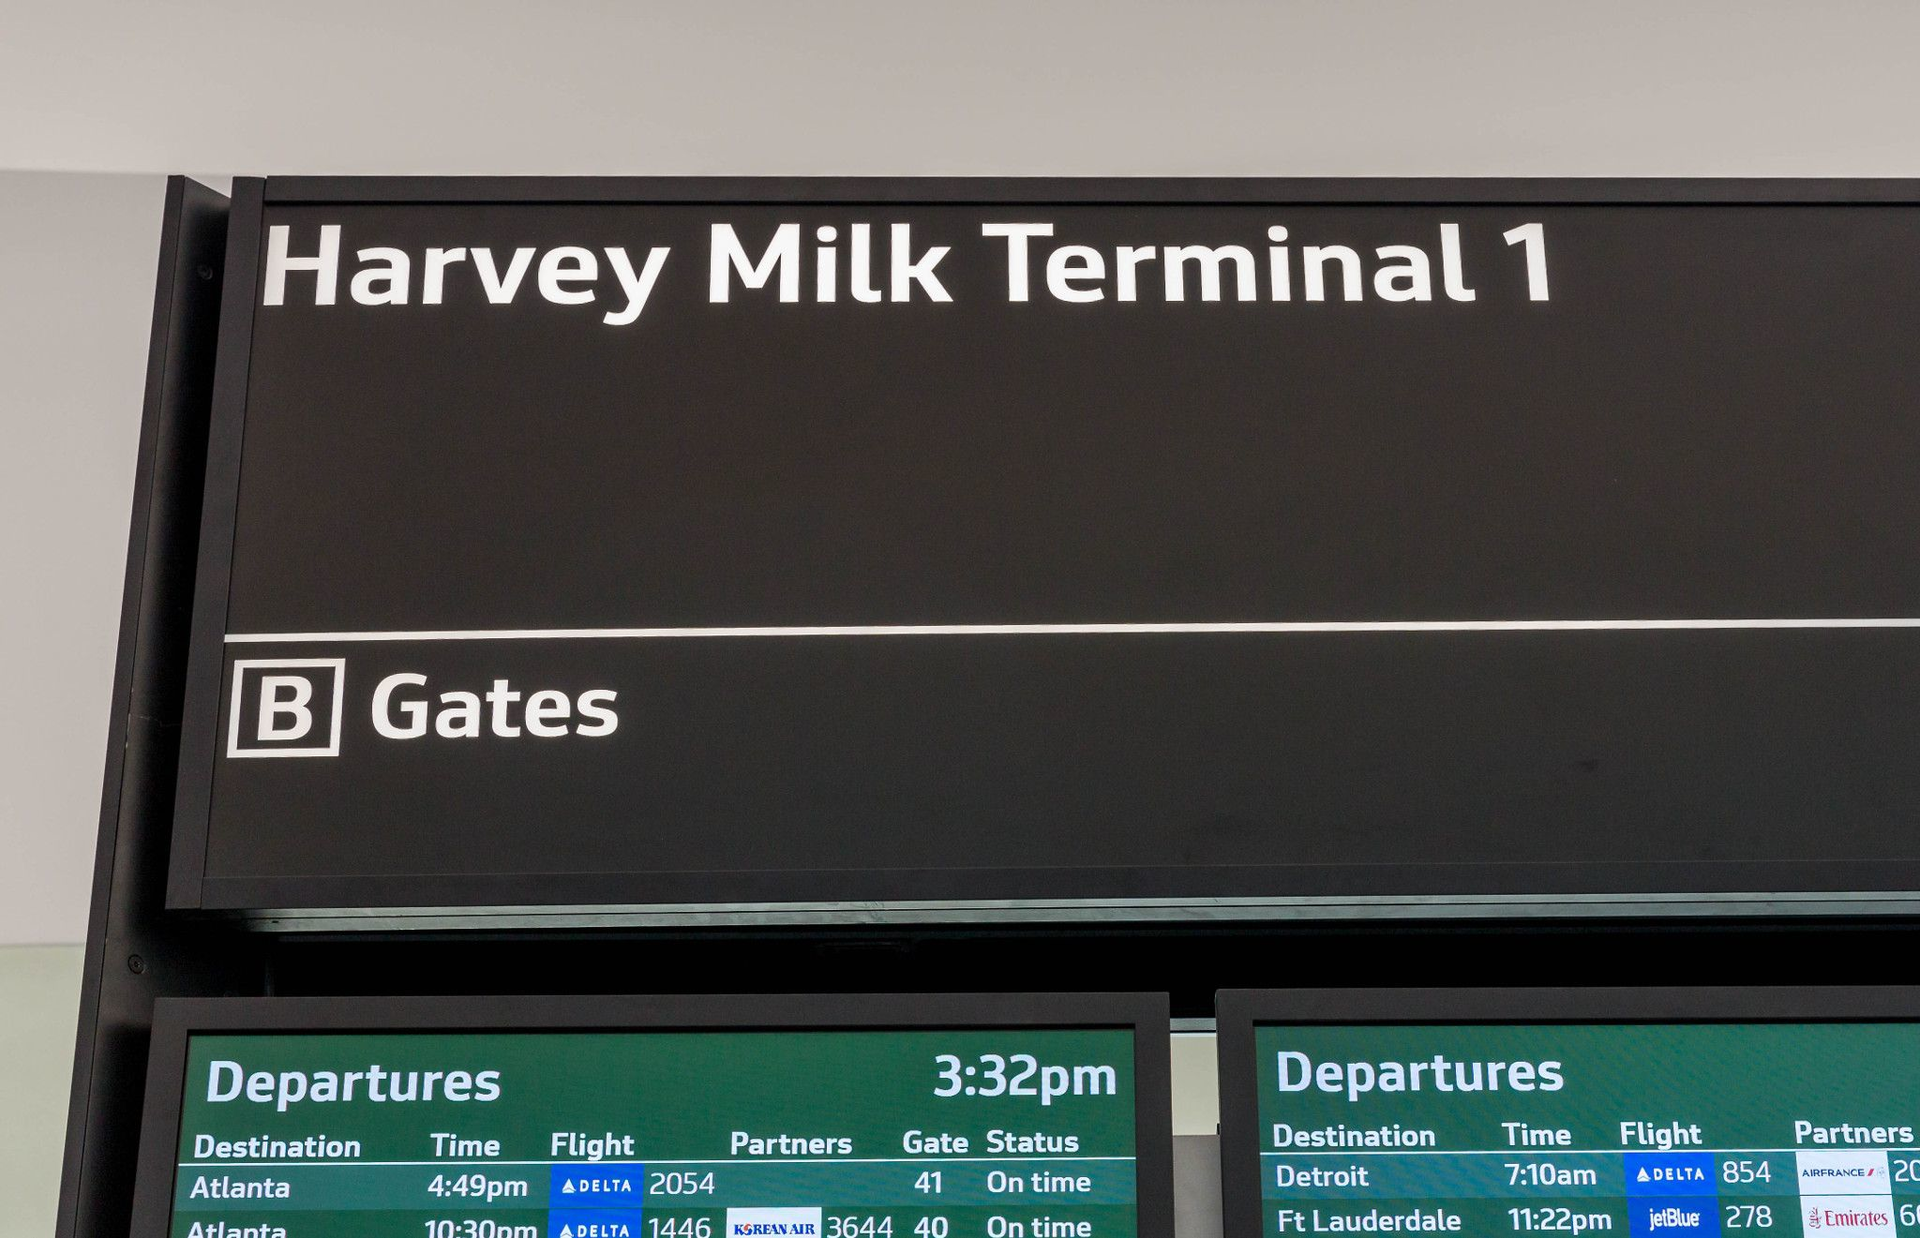 Harvey Milk Terminal 1
B Gates
Departures 3:32pm
Destination Time Flight Partners Gate Status
Atlanta 4:49pm DELTA 2054 41 On time
Atlanta 10:30pm DELTA 1446 KOREAN AIR 3644 40 On time
Departures
Destination Time Flight Partners
Detroit 7:10am DELTA 854 AIRFRANCE 20
Ft Lauderdale 11:22pm jetBlue 278 Emirates